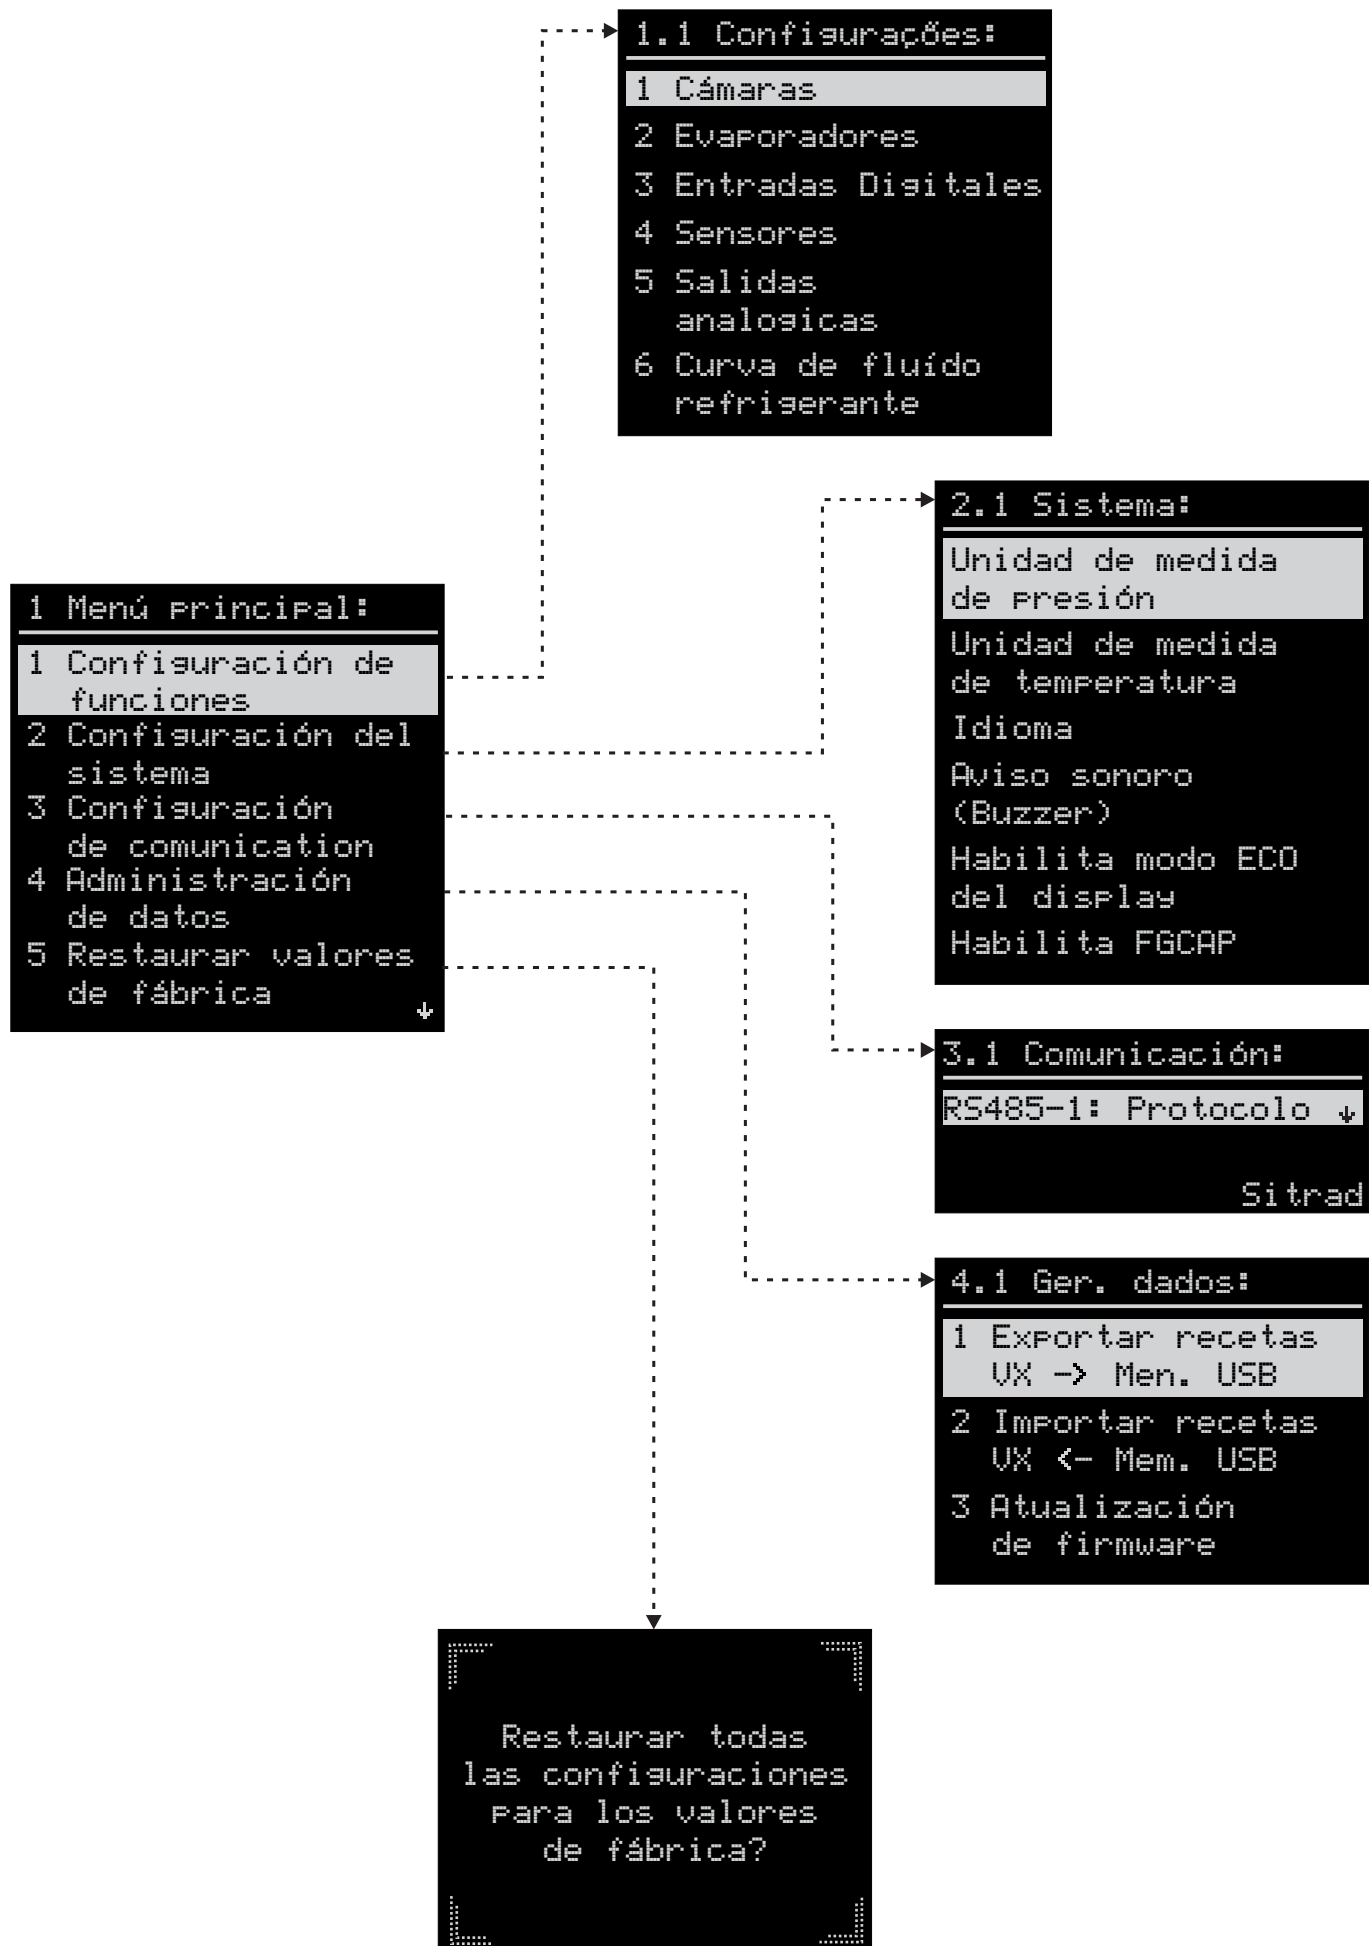 1.1 Configurações:
1 Cámaras
2 Evaporadores
3 Entradas Digitales
4 Sensores
5 Salidas
analogicas
6 Curva de fluído
refrigerante
2.1 Sistema:
Unidad de medida
de presión
Unidad de medida
de temperatura
Idioma
Aviso sonoro
(Buzzer)
Habilita modo ECO
del display
Habilita FGCAP
1 Menú principal:
1 Configuración de
funciones
2 Configuración del
sistema
3 Configuración
de comunication
4 Administración
de datos
5 Restaurar valores
de fábrica
3.1 Comunicación:
RS485-1: Protocolo
Sitrad
4.1 Ger. dados:
1 Exportar recetas
VX -> Men. USB
2 Importar recetas
VX <- Mem. USB
3 Atualización
de firmware
Restaurar todas
las configuraciones
para los valores
de fábrica?